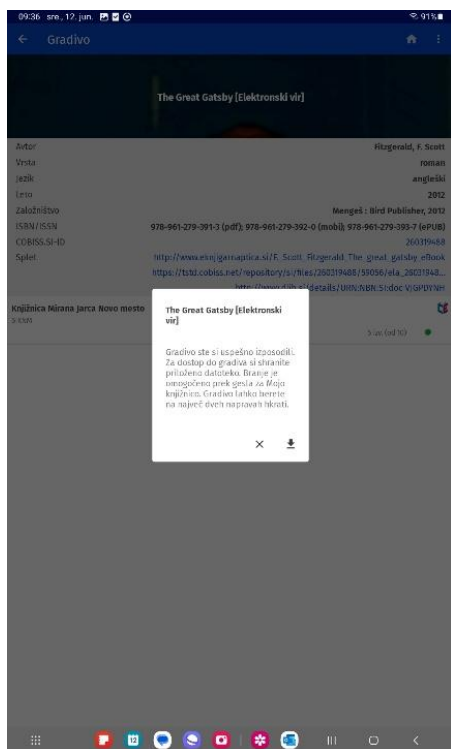 09:36 sre., 12. jun. 91%
Gradivo
The Great Gatsby [Elektronski vir]
Avtor Fitzgerald, F. Scott
Vrsta roman
Jezik angleški
Leto 2012
Založništvo Mengeš : Bird Publisher, 2012
ISBN/ISSN 978-961-279-391-3 (pdf); 978-961-279-392-0 (mobi); 978-961-279-393-7 (ePUB)
COBISS.SI-ID 260319488
Splet http://www.eknjigarnaptica.si/F._Scott_Fitzgerald_The_great_gatsby_eBook
https://tstd.cobiss.net/repository/si/files/260319488/59056/ela_26031948...
Knjižnica Mirana Jarca Novo mesto
The Great Gatsby [Elektronski
vir]
Gradivo ste si uspešno izposodili.
Za dostop do gradiva si shranite
priloženo datoteko. Branje je
omogočeno prek gesla za Mojo
knjižnico. Gradivo lahko berete
na največ dveh napravah hkrati.